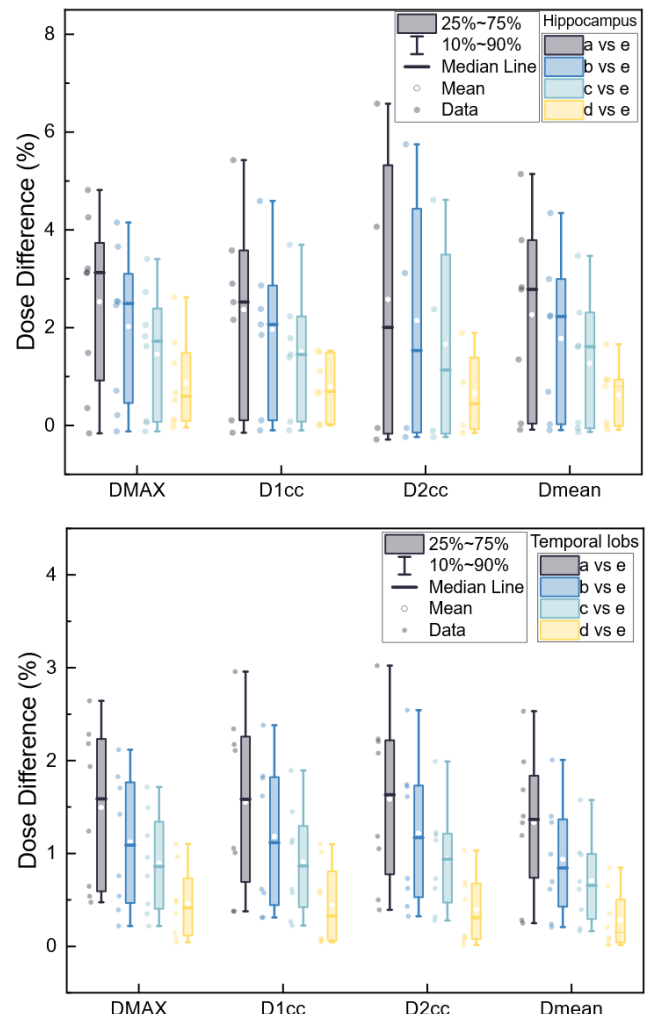 8
6
4
2
0
Dose Difference (%)
25%~75%
10%~90%
Median Line
Mean
Data
Hippocampus
a vs e
b vs e
c vs e
d vs e
DMAX D1cc D2cc Dmean
4
3
2
1
0
Dose Difference (%)
25%~75%
10%~90%
Median Line
Mean
Data
Temporal lobs
a vs e
b vs e
c vs e
d vs e
DMAX D1cc D2cc Dmean